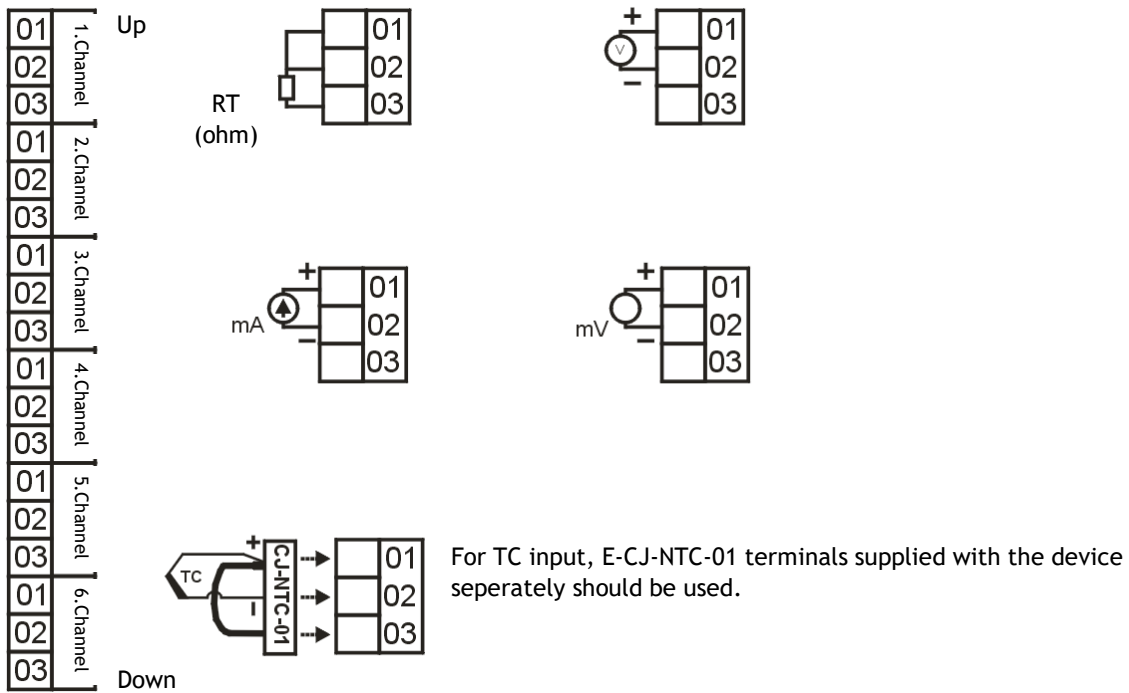 Up
01
02
03
1.Channel
01
02
03
2.Channel
01
02
03
3.Channel
01
02
03
4.Channel
01
02
03
5.Channel
01
02
03
6.Channel
Down
RT
(ohm)
01
02
03
+
V
−
01
02
03
+
mA
−
01
02
03
+
mV
−
01
02
03
+
TC
−
CJ-NTC-01
01
02
03
For TC input, E-CJ-NTC-01 terminals supplied with the device
seperately should be used.